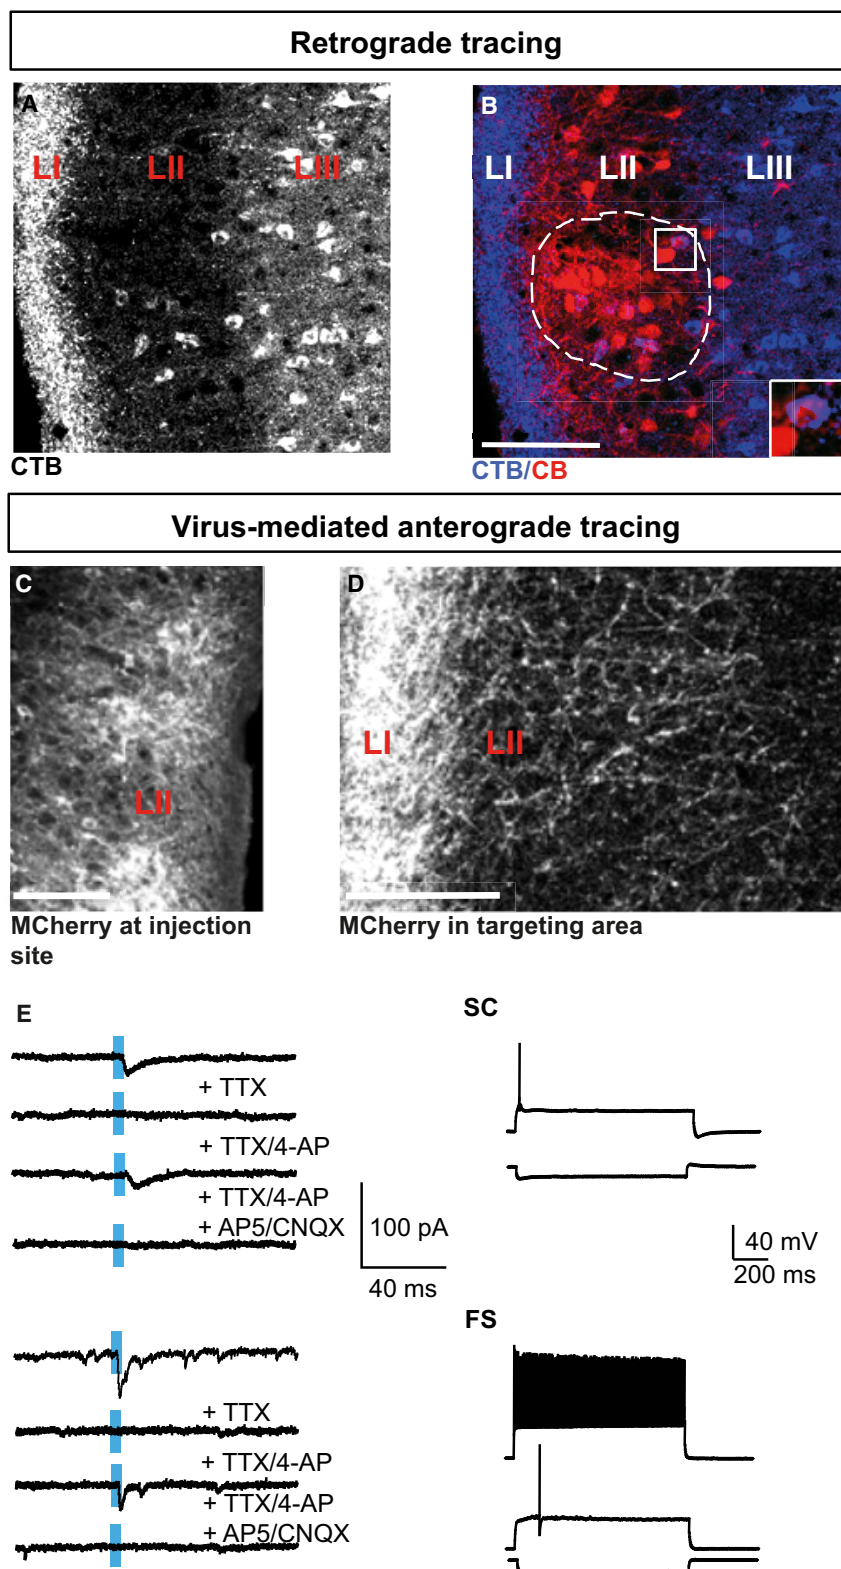 Retrograde tracing
A
LI
LII
LIII
CTB
B
LI
LII
LIII
CTB/CB
Virus-mediated anterograde tracing
C
LII
MCherry at injection
site
D
LI
LII
MCherry in targeting area
E
+ TTX
+ TTX/4-AP
+ TTX/4-AP
+ AP5/CNQX
100 pA
40 ms
SC
40 mV
200 ms
+ TTX
+ TTX/4-AP
+ TTX/4-AP
+ AP5/CNQX
FS